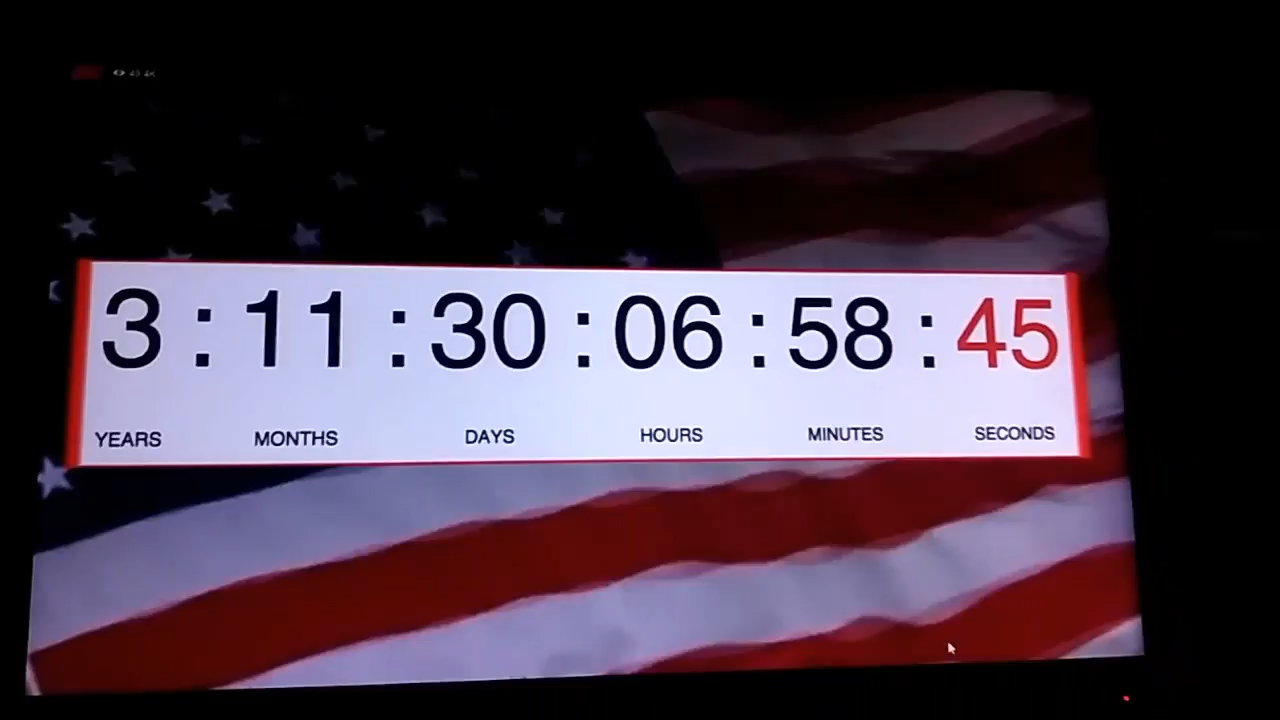 3 : 11 : 30 : 06 : 58 : 45
YEARS MONTHS DAYS HOURS MINUTES SECONDS